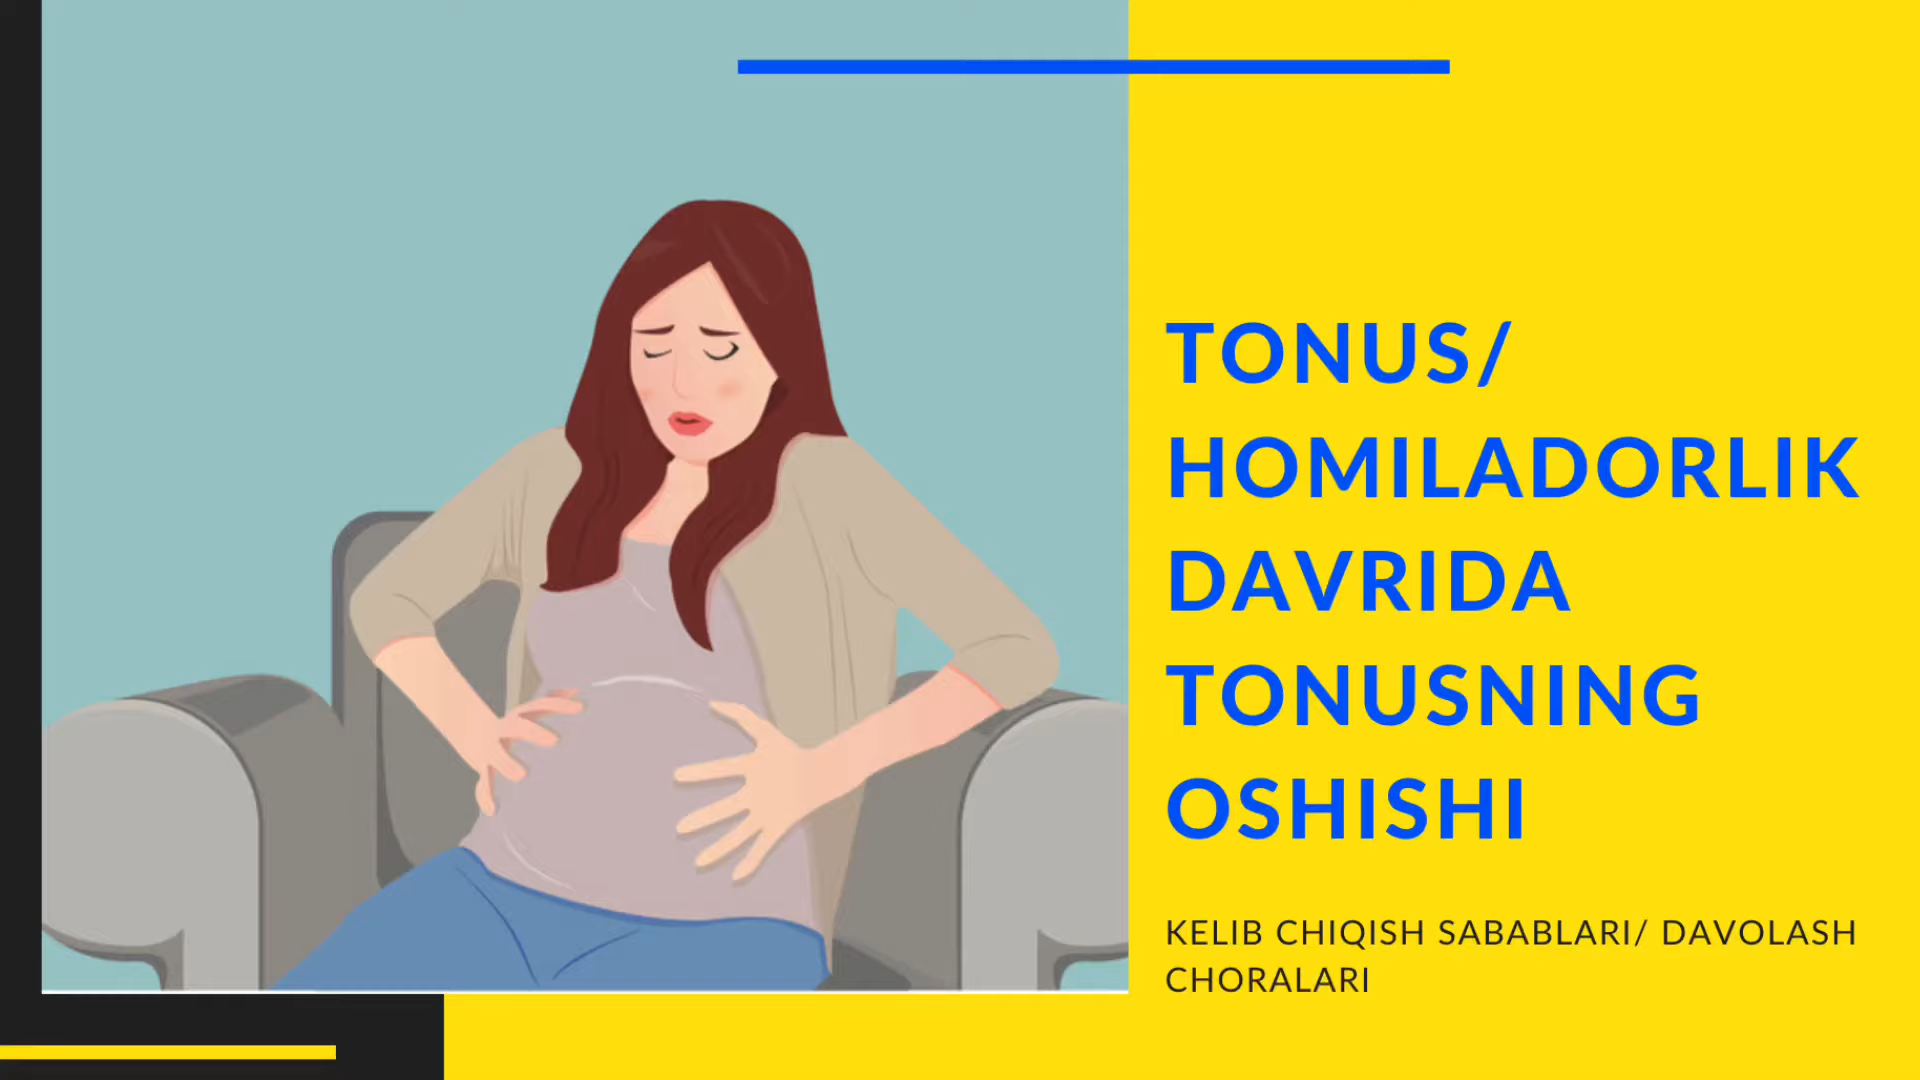 TONUS/
HOMILADORLIK
DAVRIDA
TONUSNING
OSHISHI
KELIB CHIQISH SABABLARI/ DAVOLASH
CHORALARI